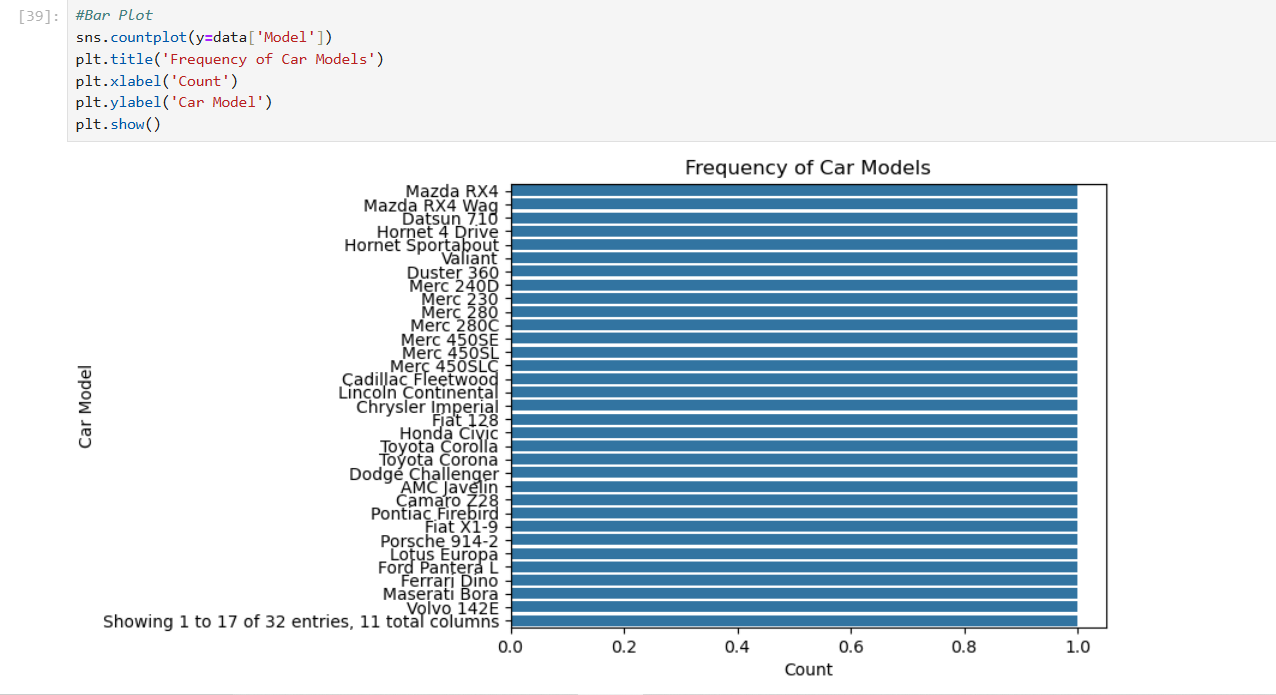 [39]:
#Bar Plot
sns.countplot(y=data['Model'])
plt.title('Frequency of Car Models')
plt.xlabel('Count')
plt.ylabel('Car Model')
plt.show()
Frequency of Car Models
Car Model
Mazda RX4
Mazda RX4 Wag
Datsun 710
Hornet 4 Drive
Hornet Sportabout
Valiant
Duster 360
Merc 240D
Merc 230
Merc 280
Merc 280C
Merc 450SE
Merc 450SL
Merc 450SLC
Cadillac Fleetwood
Lincoln Continental
Chrysler Imperial
Fiat 128
Honda Civic
Toyota Corolla
Toyota Corona
Dodge Challenger
AMC Javelin
Camaro Z28
Pontiac Firebird
Fiat X1-9
Porsche 914-2
Lotus Europa
Ford Pantera L
Ferrari Dino
Maserati Bora
Volvo 142E
Showing 1 to 17 of 32 entries, 11 total columns
0.0 0.2 0.4 0.6 0.8 1.0
Count